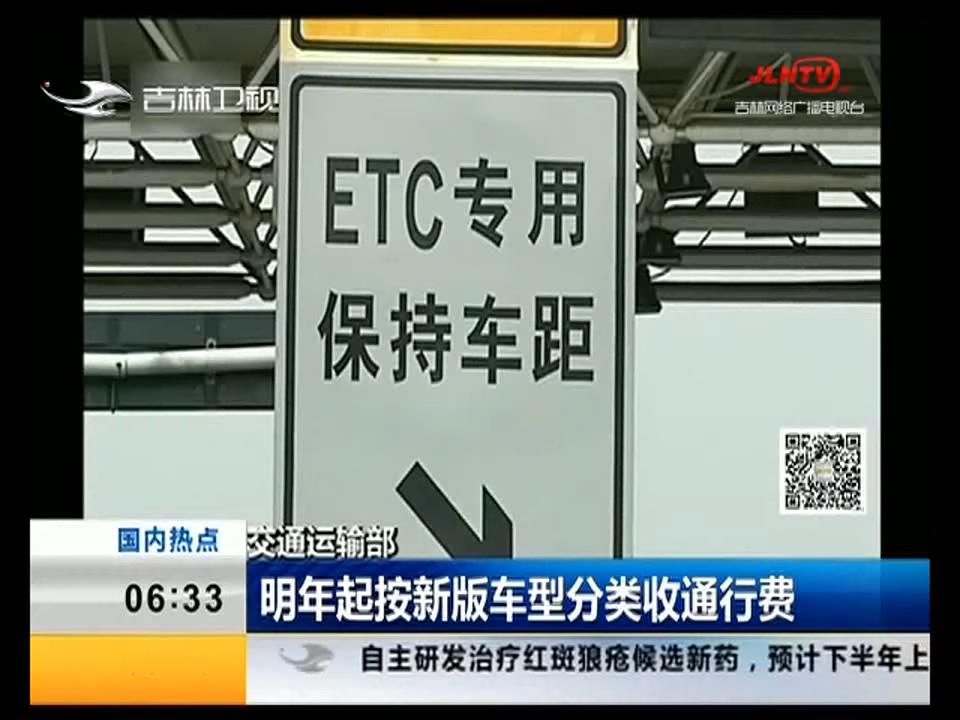 吉林卫视
JLNTV
吉林网络广播电视台
ETC专用
保持车距
国内热点
交通运输部
06:33
明年起按新版车型分类收通行费
自主研发治疗红斑狼疮候选新药，预计下半年上